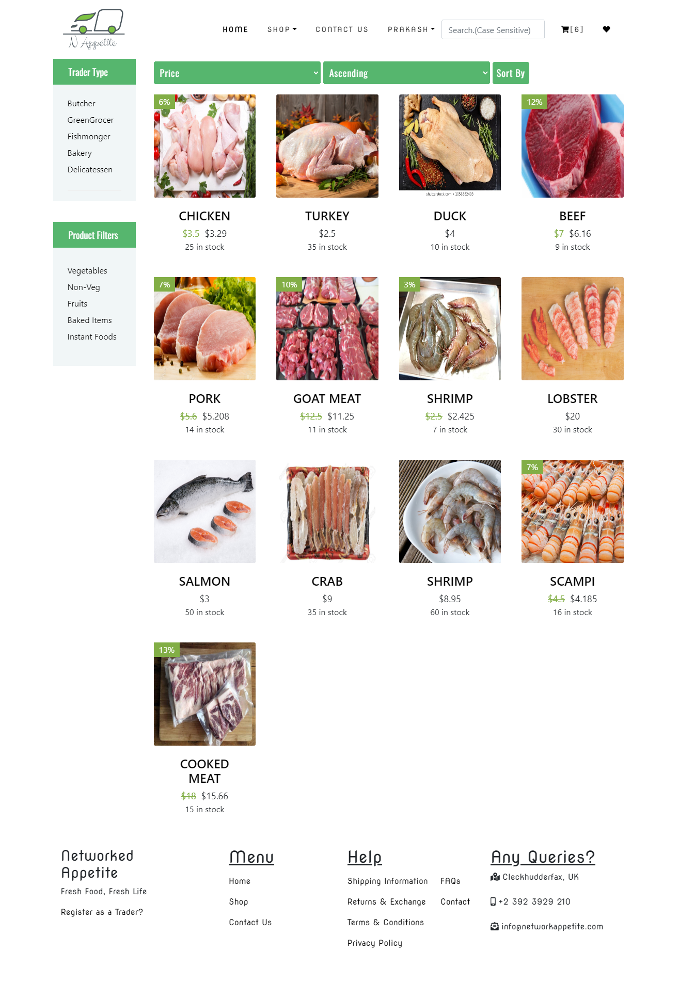 N Appetite
HOME SHOP CONTACT US PRAKASH Search.(Case Sensitive) [6]
Trader Type
Butcher
GreenGrocer
Fishmonger
Bakery
Delicatessen
Product Filters
Vegetables
Non-Veg
Fruits
Baked Items
Instant Foods
Price Ascending Sort By
6% 12%
shutterstock.com • 1056382403
CHICKEN TURKEY DUCK BEEF
$3.5 $3.29 $2.5 $4 $7 $6.16
25 in stock 35 in stock 10 in stock 9 in stock
7% 10% 3%
PORK GOAT MEAT SHRIMP LOBSTER
$5.6 $5.208 $12.5 $11.25 $2.5 $2.425 $20
14 in stock 11 in stock 7 in stock 30 in stock
7%
SALMON CRAB SHRIMP SCAMPI
$3 $9 $8.95 $4.5 $4.185
50 in stock 35 in stock 60 in stock 16 in stock
13%
COOKED
MEAT
$18 $15.66
15 in stock
Networked
Appetite
Fresh Food, Fresh Life
Register as a Trader?
Menu
Home
Shop
Contact Us
Help
Shipping Information FAQs
Returns & Exchange Contact
Terms & Conditions
Privacy Policy
Any Queries?
Cleckhudderfax, UK
+2 392 3929 210
info@networkappetite.com